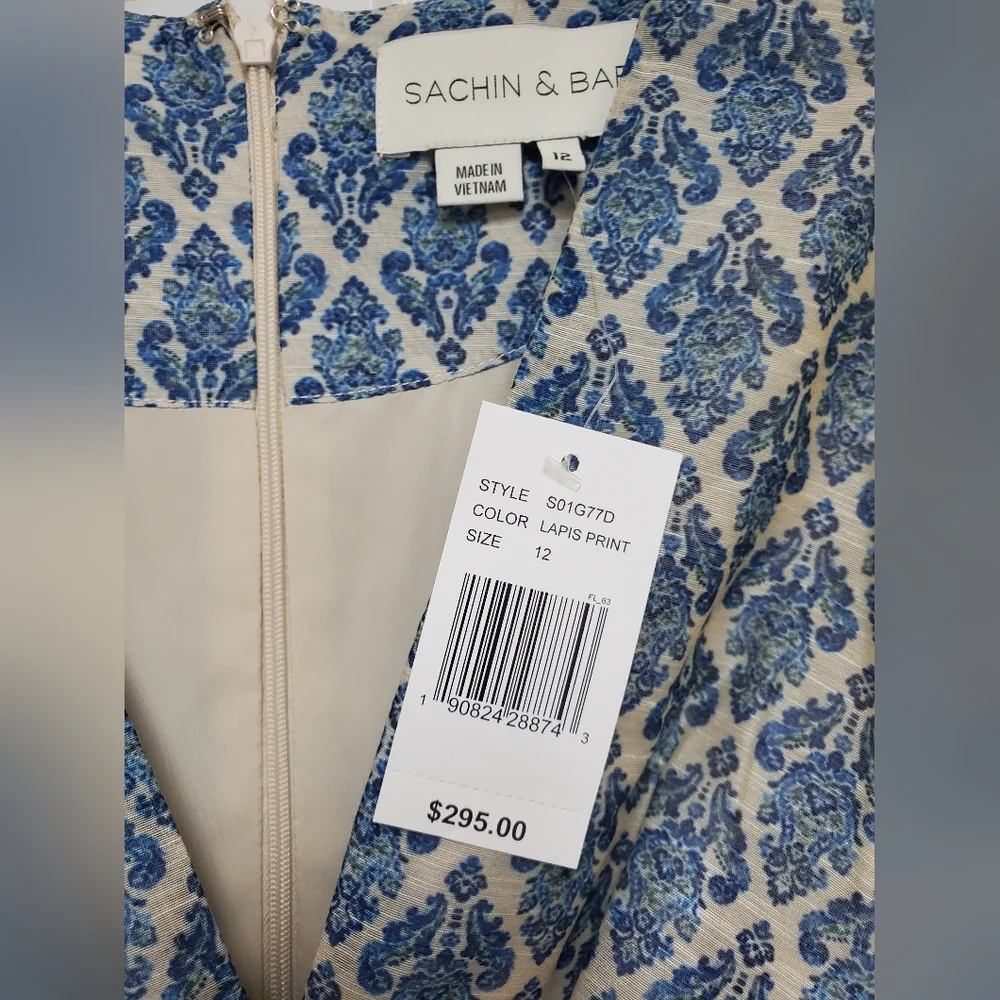 SACHIN & BA
MADE IN
VIETNAM
12
STYLE S01G77D
COLOR LAPIS PRINT
SIZE 12
FL_63
1 90824 28874 3
$295.00